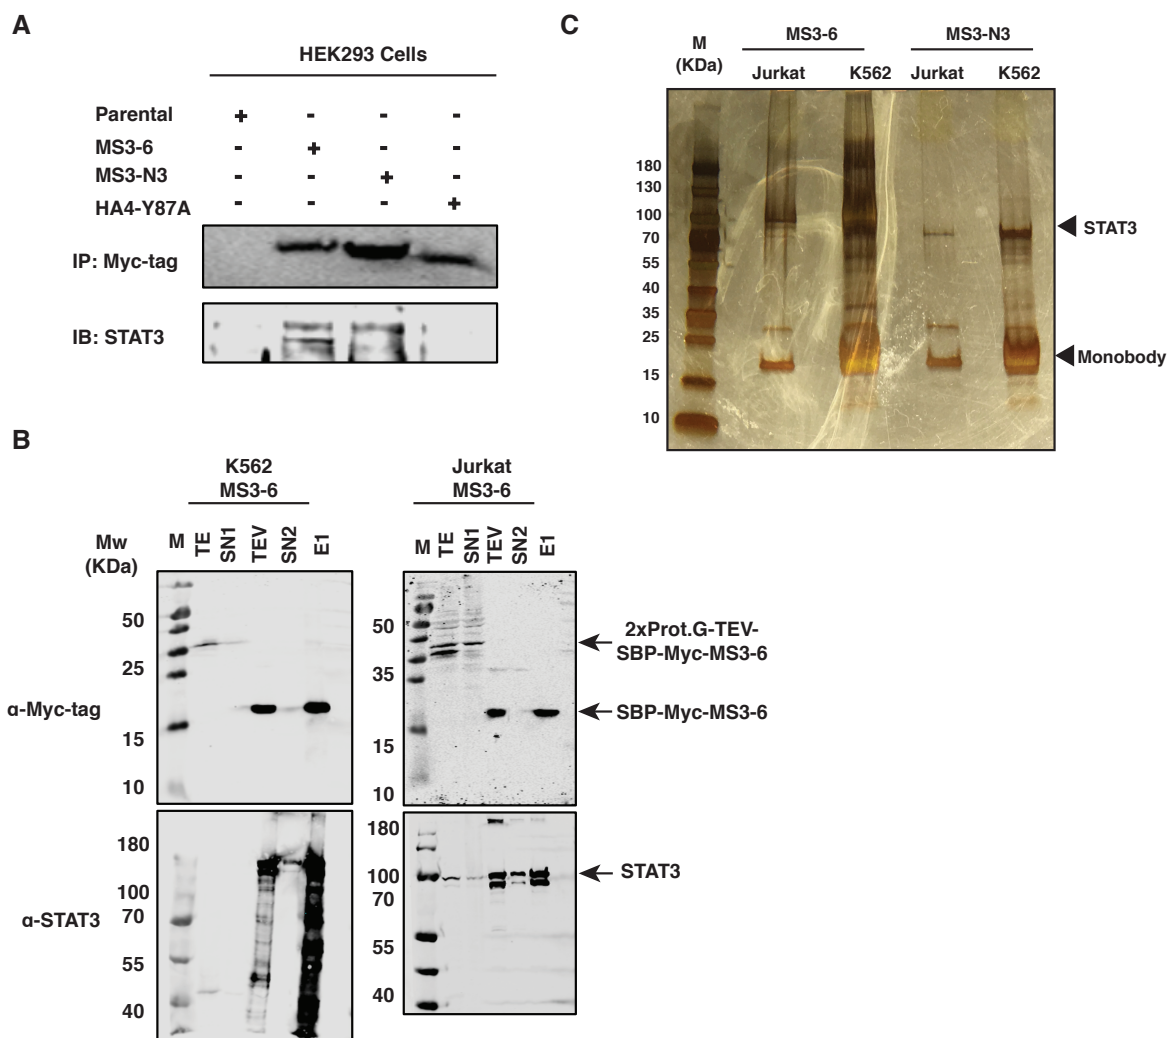 A
HEK293 Cells
Parental + - - -
MS3-6 - + - -
MS3-N3 - - + -
HA4-Y87A - - - +
IP: Myc-tag
IB: STAT3
C
M
(KDa)
MS3-6
MS3-N3
Jurkat K562 Jurkat K562
180
130
100
70
55
40
35
25
15
10
STAT3
Monobody
B
K562
MS3-6
Mw
(KDa)
M TE SN1 TEV SN2 E1
50
25
15
10
α-Myc-tag
180
100
70
55
40
α-STAT3
Jurkat
MS3-6
M TE SN1 TEV SN2 E1
50
35
15
10
2xProt.G-TEV-
SBP-Myc-MS3-6
SBP-Myc-MS3-6
180
100
70
55
40
STAT3